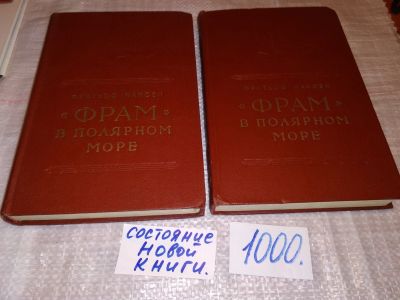 ФРИТЬОФ НАНСЕН
«ФРАМ»
В ПОЛЯРНОМ
МОРЕ
ФРИТЬОФ НАНСЕН
«ФРАМ»
В ПОЛЯРНОМ
МОРЕ
СОСТОЯНИЕ
НОВОЙ
КНИГИ.
1000.